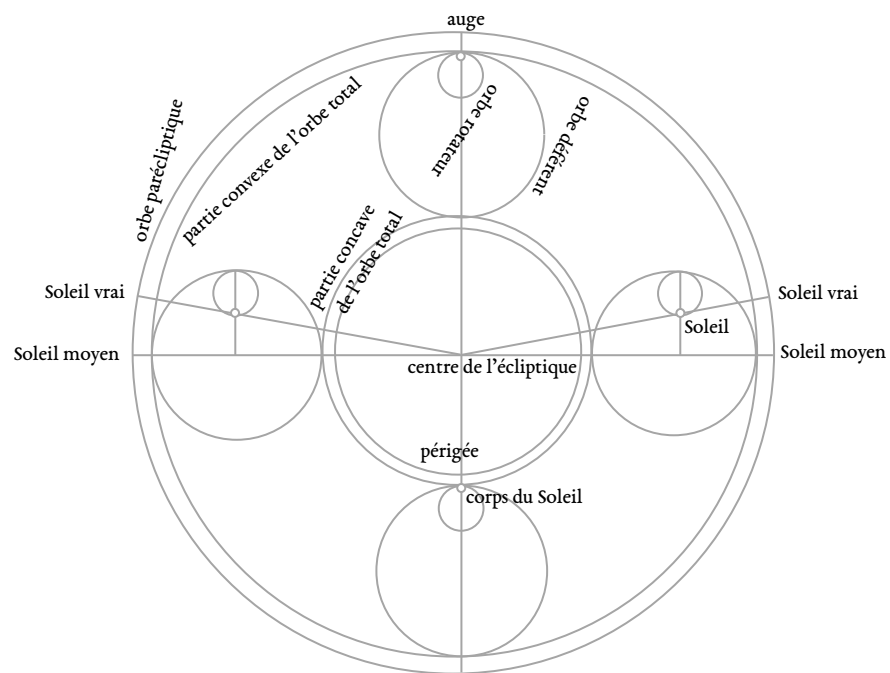 auge
orbe parécliptique
partie convexe de l'orbe total
orbe rotateur
orbe déférent
partie concave
de l'orbe total
Soleil vrai
Soleil vrai
Soleil
Soleil moyen
Soleil moyen
centre de l'écliptique
périgée
corps du Soleil